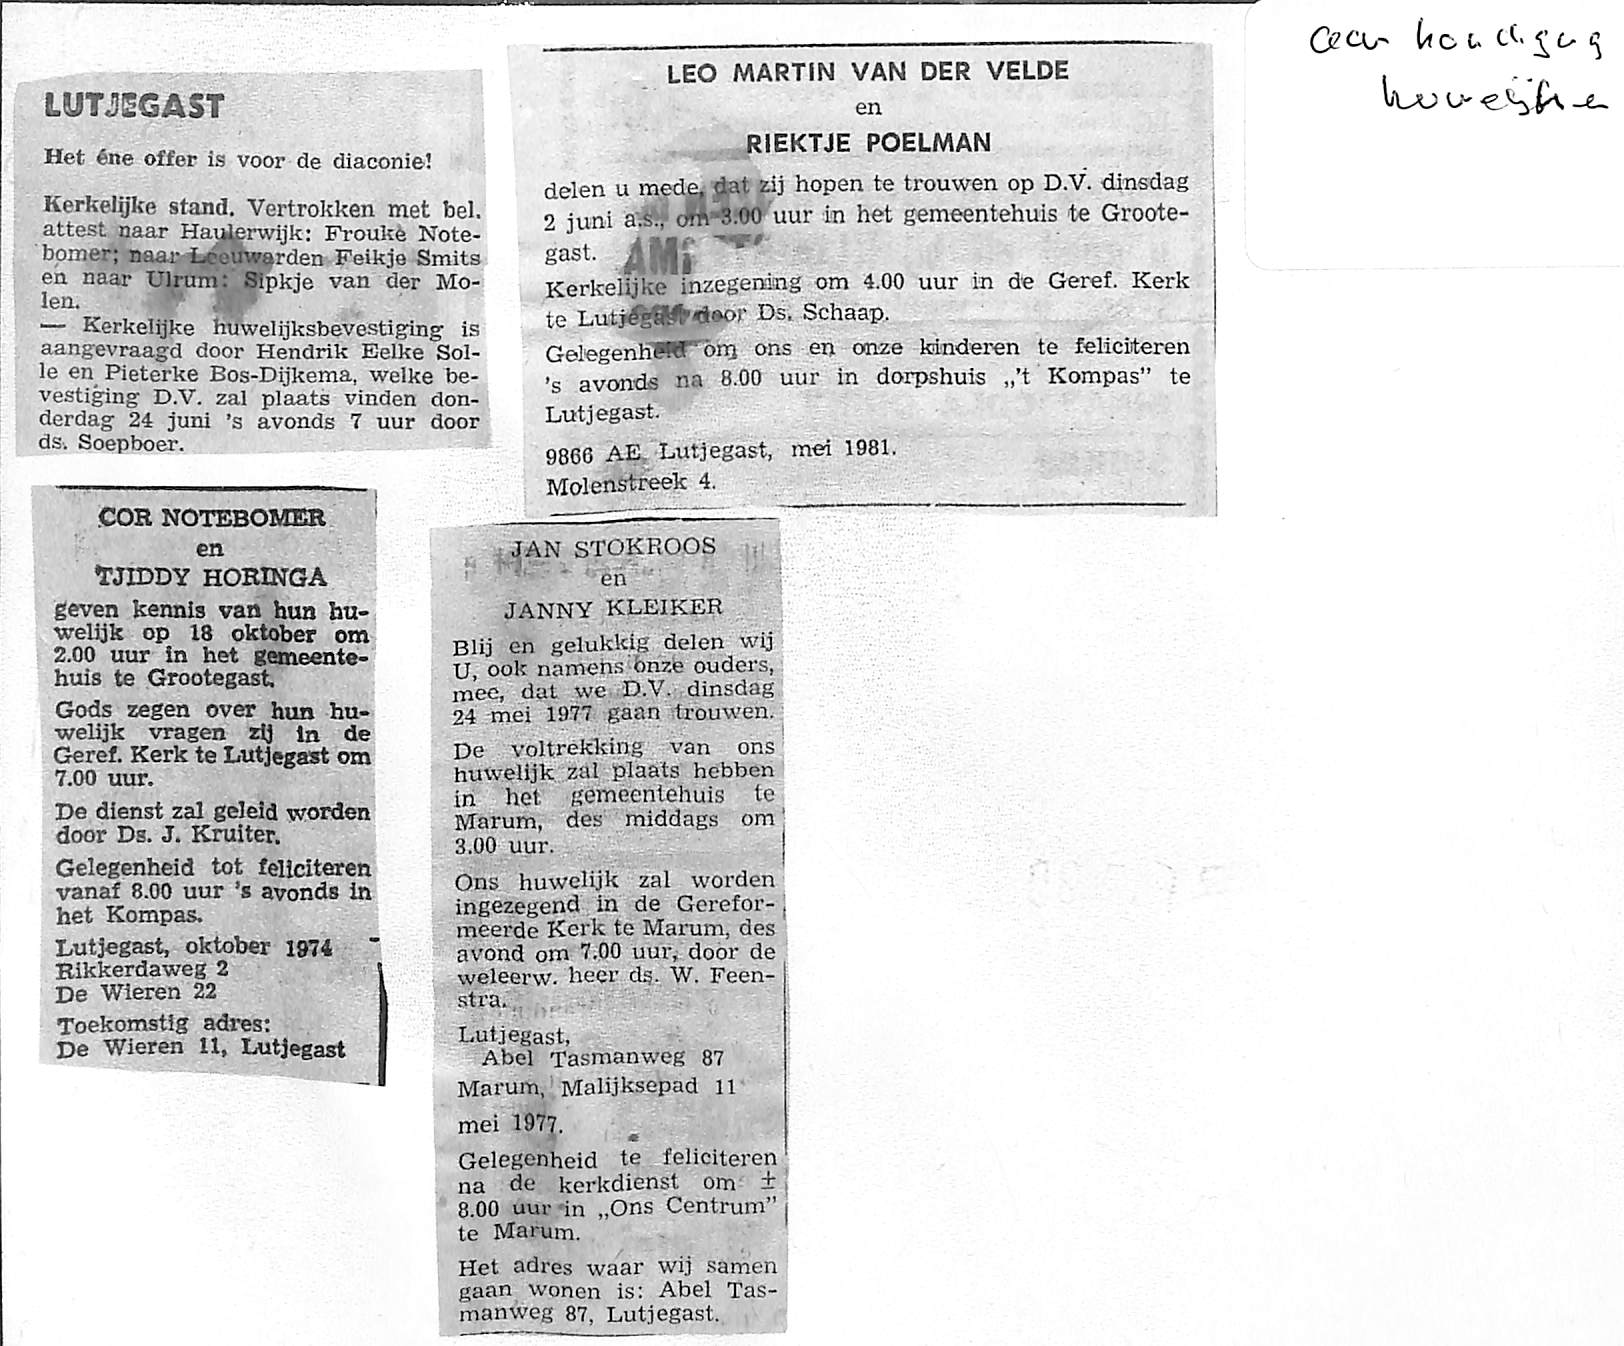 LUTJEGAST
Het éne offer is voor de diaconie!
Kerkelijke stand. Vertrokken met bel.
attest naar Haulerwijk: Frouke Note-
bomer; naar Leeuwarden Feikje Smits
en naar Ulrum: Sipkje van der Mo-
len.
— Kerkelijke huwelijksbevestiging is
aangevraagd door Hendrik Eelke Sol-
le en Pieterke Bos-Dijkema, welke be-
vestiging D.V. zal plaats vinden don-
derdag 24 juni 's avonds 7 uur door
ds. Soepboer.
LEO MARTIN VAN DER VELDE
en
RIEKTJE POELMAN
delen u mede, dat zij hopen te trouwen op D.V. dinsdag
2 juni a.s., om 3.00 uur in het gemeentehuis te Groote-
gast.
Kerkelijke inzegening om 4.00 uur in de Geref. Kerk
te Lutjegast door Ds. Schaap.
Gelegenheid om ons en onze kinderen te feliciteren
's avonds na 8.00 uur in dorpshuis „'t Kompas” te
Lutjegast.
9866 AE Lutjegast, mei 1981.
Molenstreek 4.
COR NOTEBOMER
en
TJIDDY HORINGA
geven kennis van hun hu-
welijk op 18 oktober om
2.00 uur in het gemeente-
huis te Grootegast.
Gods zegen over hun hu-
welijk vragen zij in de
Geref. Kerk te Lutjegast om
7.00 uur.
De dienst zal geleid worden
door Ds. J. Kruiter.
Gelegenheid tot feliciteren
vanaf 8.00 uur 's avonds in
het Kompas.
Lutjegast, oktober 1974
Rikkerdaweg 2
De Wieren 22
Toekomstig adres:
De Wieren 11, Lutjegast
JAN STOKROOS
en
JANNY KLEIKER
Blij en gelukkig delen wij
U, ook namens onze ouders,
mee, dat we D.V. dinsdag
24 mei 1977 gaan trouwen.
De voltrekking van ons
huwelijk zal plaats hebben
in het gemeentehuis te
Marum, des middags om
3.00 uur.
Ons huwelijk zal worden
ingezegend in de Gerefor-
meerde Kerk te Marum, des
avond om 7.00 uur, door de
weleerw. heer ds. W. Feen-
stra.
Lutjegast,
Abel Tasmanweg 87
Marum, Malijksepad 11
mei 1977.
Gelegenheid te feliciteren
na de kerkdienst om ±
8.00 uur in „Ons Centrum”
te Marum.
Het adres waar wij samen
gaan wonen is: Abel Tas-
manweg 87, Lutjegast.